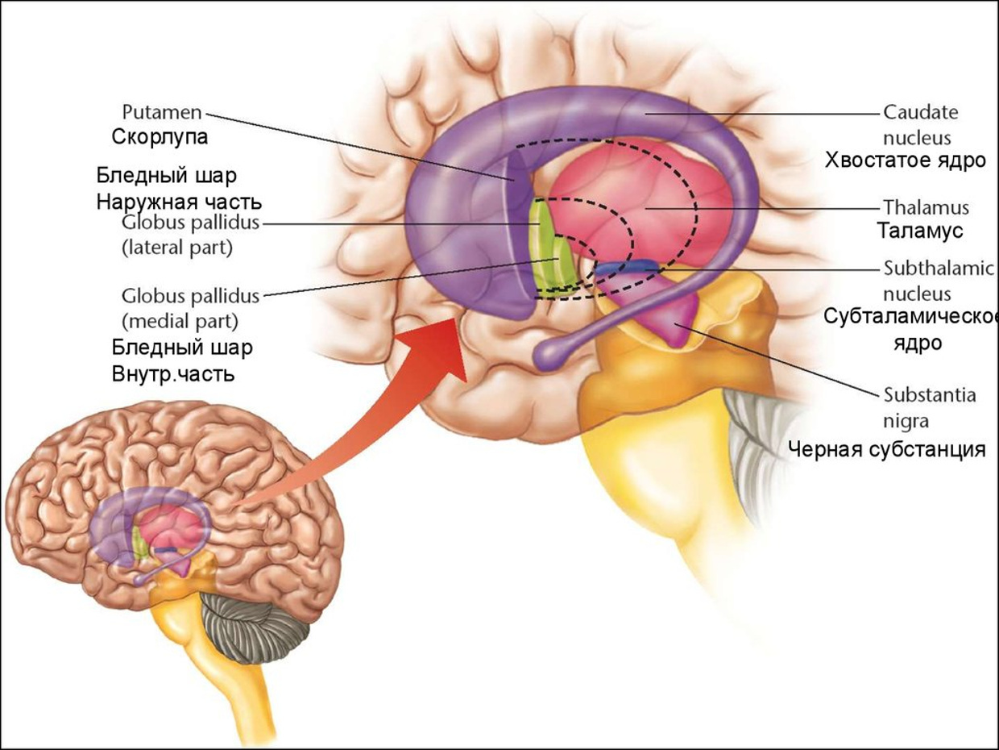 Putamen
Скорлупа
Бледный шар
Наружная часть
Globus pallidus
(lateral part)
Globus pallidus
(medial part)
Бледный шар
Внутр.часть
Caudate
nucleus
Хвостатое ядро
Thalamus
Таламус
Subthalamic
nucleus
Субталамическое
ядро
Substantia
nigra
Черная субстанция